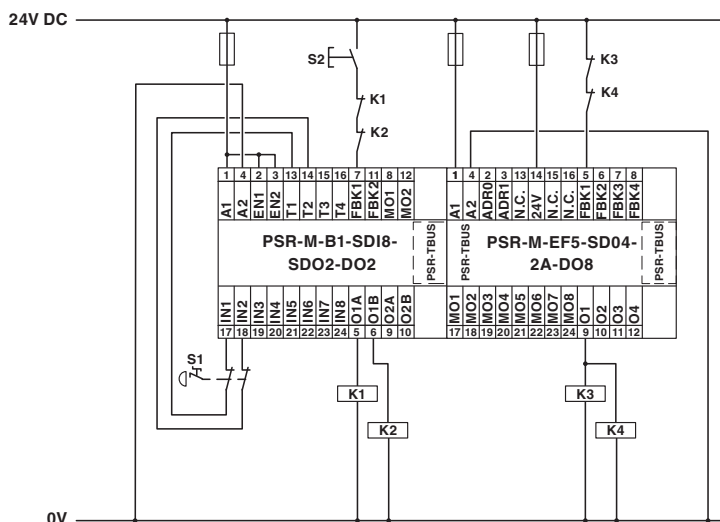 24V DC
S2
K1
K2
K3
K4
1 4 2 3 13 14 15 16 7 11 8 12
A1 A2 EN1 EN2 T1 T2 T3 T4 FBK1 FBK2 MO1 MO2
1 4 2 3 13 14 15 16 5 6 7 8
A1 A2 ADR0 ADR1 N.C. 24V N.C. N.C. FBK1 FBK2 FBK3 FBK4
PSR-M-B1-SDI8-
SDO2-DO2
PSR-TBUS
PSR-TBUS
PSR-M-EF5-SD04-
2A-DO8
PSR-TBUS
IN1 IN2 IN3 IN4 IN5 IN6 IN7 IN8 O1A O1B O2A O2B
17 18 19 20 21 22 23 24 5 6 9 10
MO1 MO2 MO3 MO4 MO5 MO6 MO7 MO8 O1 O2 O3 O4
17 18 19 20 21 22 23 24 9 10 11 12
S1
K1
K2
K3
K4
0V